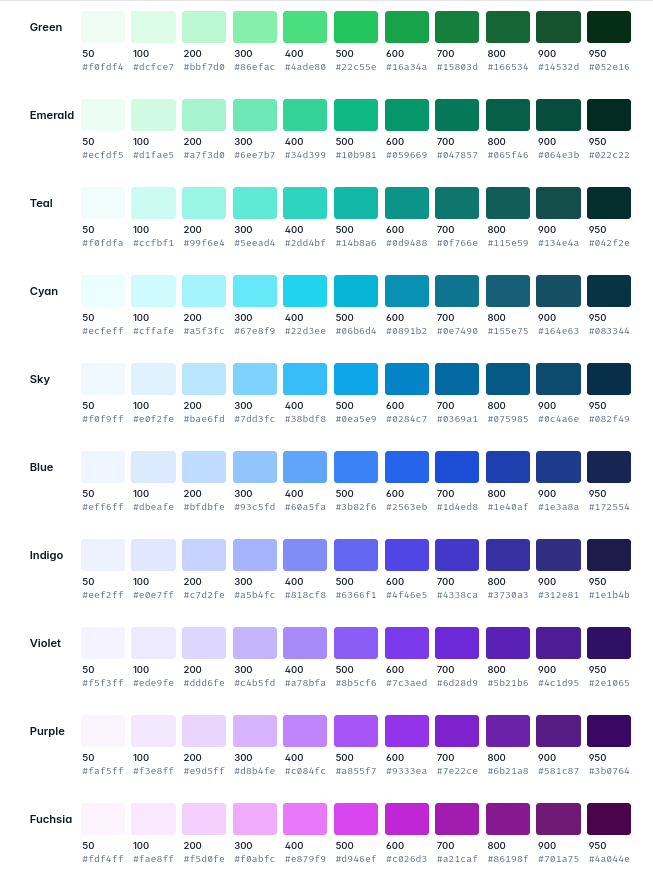 Green
50 100 200 300 400 500 600 700 800 900 950
#f0fdf4 #dcfce7 #bbf7d0 #86efac #4ade80 #22c55e #16a34a #15803d #166534 #14532d #052e16
Emerald
50 100 200 300 400 500 600 700 800 900 950
#ecfdf5 #d1fae5 #a7f3d0 #6ee7b7 #34d399 #10b981 #059669 #047857 #065f46 #064e3b #022c22
Teal
50 100 200 300 400 500 600 700 800 900 950
#f0fdfa #ccfbf1 #99f6e4 #5eead4 #2dd4bf #14b8a6 #0d9488 #0f766e #115e59 #134e4a #042f2e
Cyan
50 100 200 300 400 500 600 700 800 900 950
#ecfeff #cffafe #a5f3fc #67e8f9 #22d3ee #06b6d4 #0891b2 #0e7490 #155e75 #164e63 #083344
Sky
50 100 200 300 400 500 600 700 800 900 950
#f0f9ff #e0f2fe #bae6fd #7dd3fc #38bdf8 #0ea5e9 #0284c7 #0369a1 #075985 #0c4a6e #082f49
Blue
50 100 200 300 400 500 600 700 800 900 950
#eff6ff #dbeafe #bfdbfe #93c5fd #60a5fa #3b82f6 #2563eb #1d4ed8 #1e40af #1e3a8a #172554
Indigo
50 100 200 300 400 500 600 700 800 900 950
#eef2ff #e0e7ff #c7d2fe #a5b4fc #818cf8 #6366f1 #4f46e5 #4338ca #3730a3 #312e81 #1e1b4b
Violet
50 100 200 300 400 500 600 700 800 900 950
#f5f3ff #ede9fe #ddd6fe #c4b5fd #a78bfa #8b5cf6 #7c3aed #6d28d9 #5b21b6 #4c1d95 #2e1065
Purple
50 100 200 300 400 500 600 700 800 900 950
#faf5ff #f3e8ff #e9d5ff #d8b4fe #c084fc #a855f7 #9333ea #7e22ce #6b21a8 #581c87 #3b0764
Fuchsia
50 100 200 300 400 500 600 700 800 900 950
#fdf4ff #fae8ff #f5d0fe #f0abfc #e879f9 #d946ef #c026d3 #a21caf #86198f #701a75 #4a044e